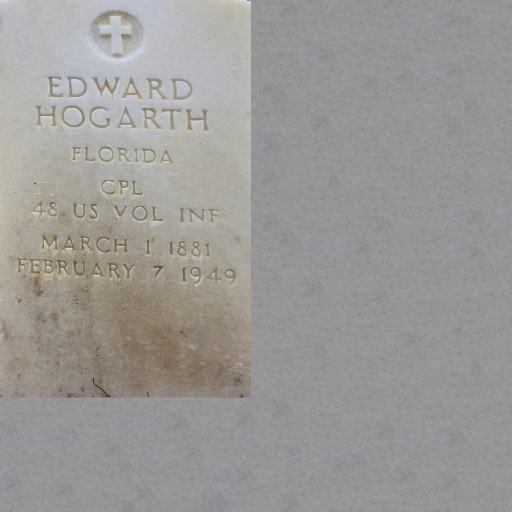 EDWARD
HOGARTH
FLORIDA
CPL
48 US VOL INF
MARCH 1 1881
FEBRUARY 7 1949